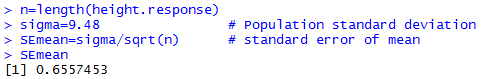 > n=length(height.response)
> sigma=9.48 # Population standard deviation
> SEmean=sigma/sqrt(n) # standard error of mean
> SEmean
[1] 0.6557453